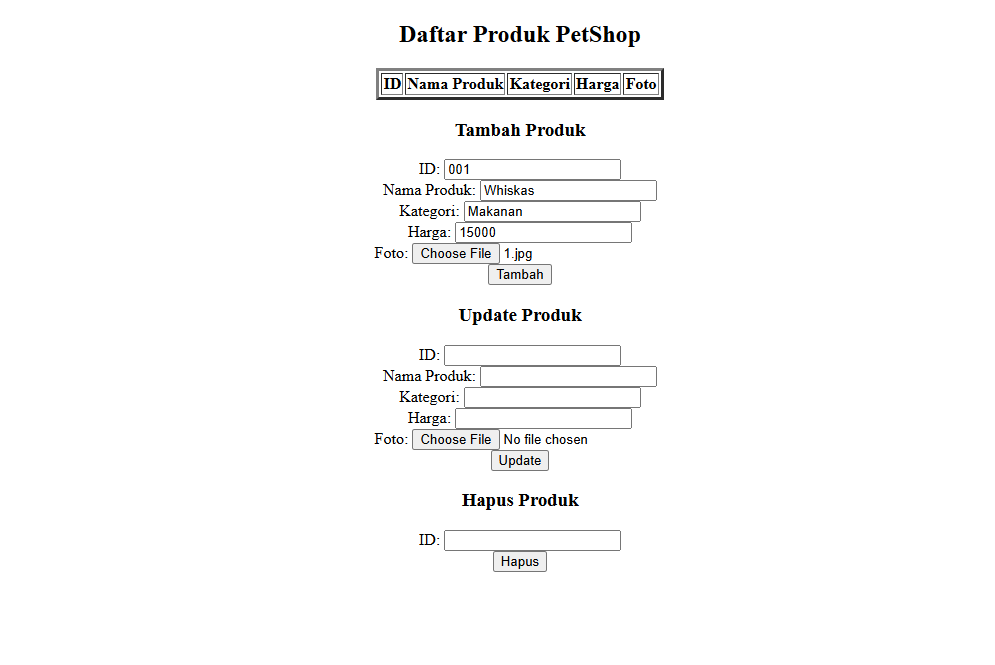 Daftar Produk PetShop
ID Nama Produk Kategori Harga Foto
Tambah Produk
ID: 001
Nama Produk: Whiskas
Kategori: Makanan
Harga: 15000
Foto: Choose File 1.jpg
Tambah
Update Produk
ID:
Nama Produk:
Kategori:
Harga:
Foto: Choose File No file chosen
Update
Hapus Produk
ID:
Hapus